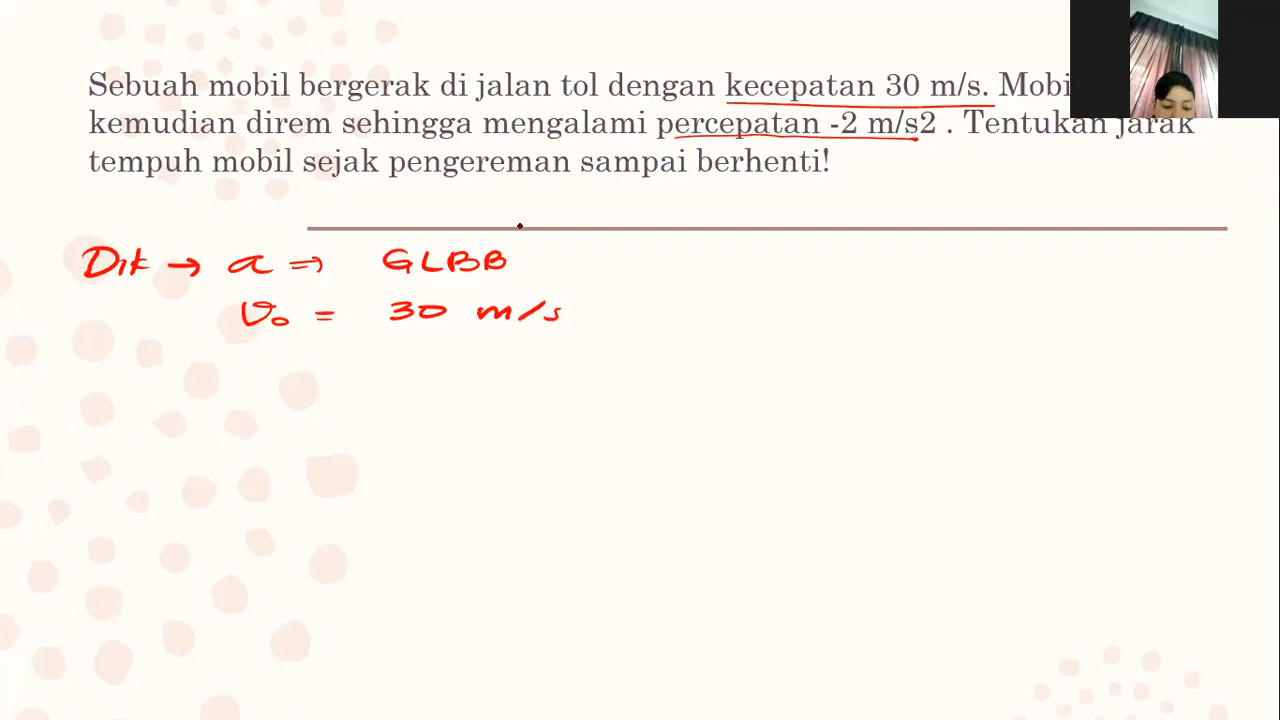 Sebuah mobil bergerak di jalan tol dengan kecepatan 30 m/s.
kemudian direm sehingga mengalami percepatan -2 m/s2 . Tentukan jarak
tempuh mobil sejak pengereman sampai berhenti!
Dik → a ⇒ GLBB
v₀ = 30 m/s